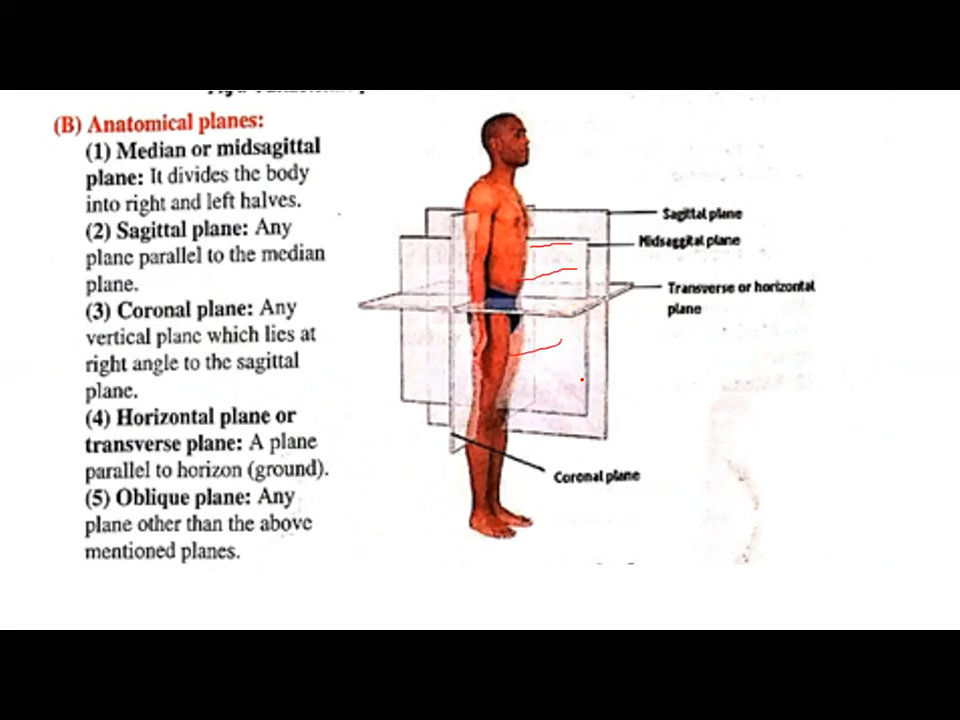 (B) Anatomical planes:
(1) Median or midsagittal
plane: It divides the body
into right and left halves.
(2) Sagittal plane: Any
plane parallel to the median
plane.
(3) Coronal plane: Any
vertical plane which lies at
right angle to the sagittal
plane.
(4) Horizontal plane or
transverse plane: A plane
parallel to horizon (ground).
(5) Oblique plane: Any
plane other than the above
mentioned planes.
Sagittal plane
Midsaggital plane
Transverse or horizontal
plane
Coronal plane